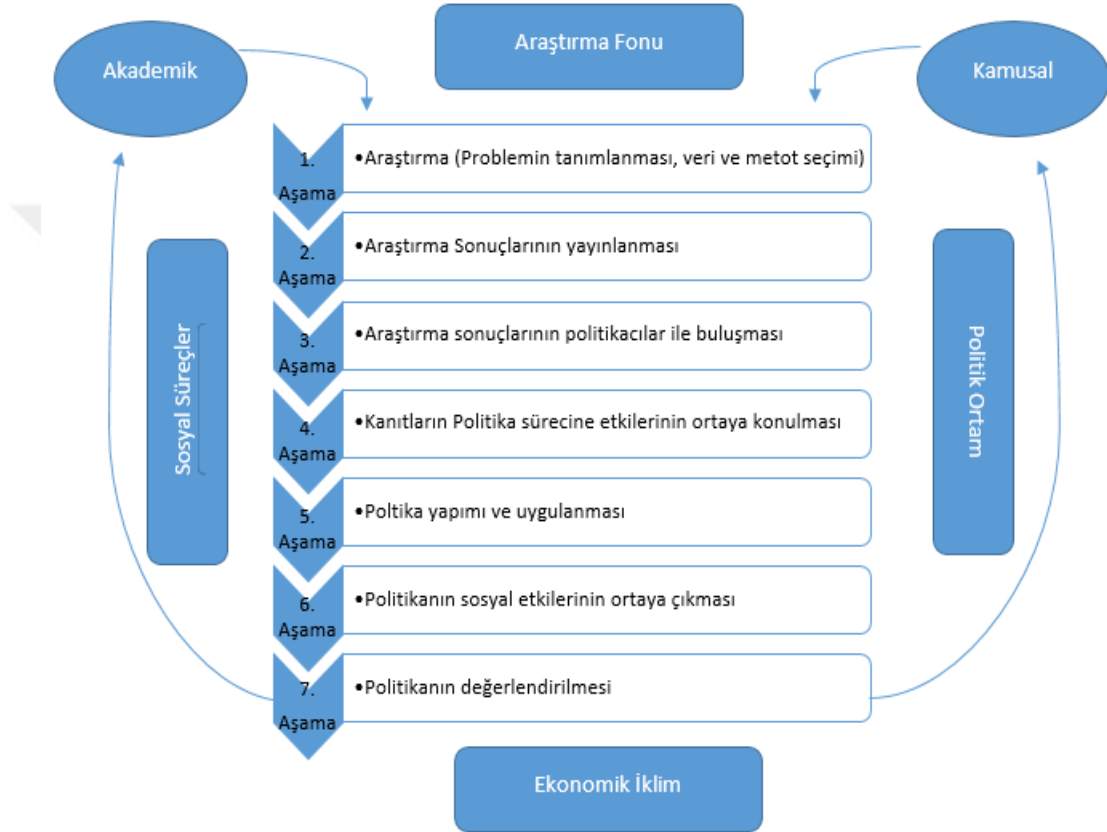 Akademik
Araştırma Fonu
Kamusal
1.
Aşama
•Araştırma (Problemin tanımlanması, veri ve metot seçimi)
2.
Aşama
•Araştırma Sonuçlarının yayınlanması
3.
Aşama
•Araştırma sonuçlarının politikacılar ile buluşması
4.
Aşama
•Kanıtların Politika sürecine etkilerinin ortaya konulması
5.
Aşama
•Poltika yapımı ve uygulanması
6.
Aşama
•Politikanın sosyal etkilerinin ortaya çıkması
7.
Aşama
•Politikanın değerlendirilmesi
Sosyal Süreçler
Politik Ortam
Ekonomik İklim